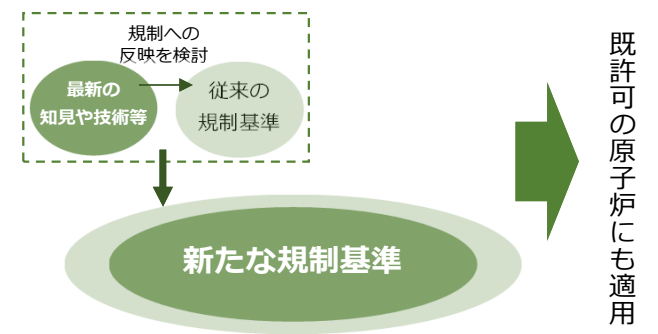 規制への
反映を検討
最新の
知見や技術等
従来の
規制基準
新たな規制基準
既許可の原子炉にも適用